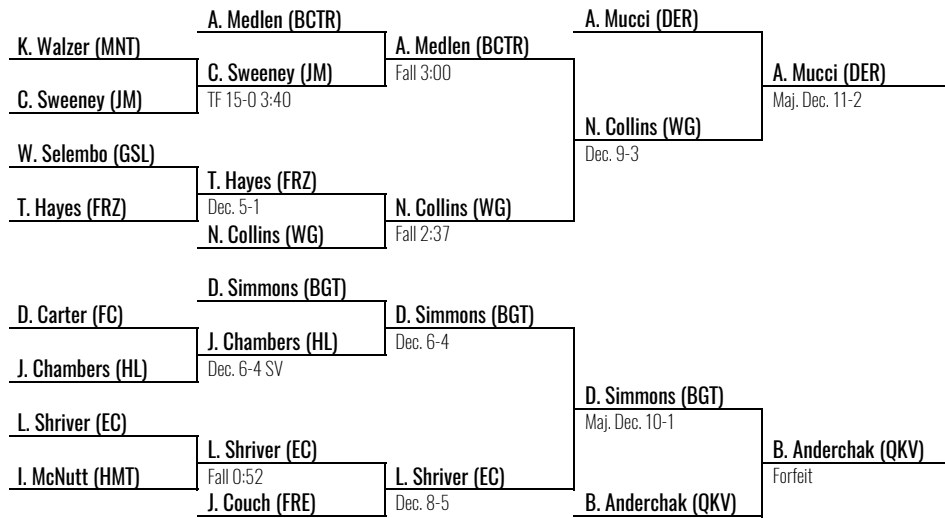 A. Medlen (BCTR)
A. Mucci (DER)
K. Walzer (MNT)
A. Medlen (BCTR)
C. Sweeney (JM)
Fall 3:00
A. Mucci (DER)
C. Sweeney (JM)
TF 15-0 3:40
Maj. Dec. 11-2
N. Collins (WG)
W. Selembo (GSL)
Dec. 9-3
T. Hayes (FRZ)
T. Hayes (FRZ)
Dec. 5-1
N. Collins (WG)
N. Collins (WG)
Fall 2:37
D. Simmons (BGT)
D. Carter (FC)
D. Simmons (BGT)
J. Chambers (HL)
Dec. 6-4
J. Chambers (HL)
Dec. 6-4 SV
D. Simmons (BGT)
L. Shriver (EC)
Maj. Dec. 10-1
L. Shriver (EC)
B. Anderchak (QKV)
I. McNutt (HMT)
Fall 0:52
L. Shriver (EC)
Forfeit
J. Couch (FRE)
Dec. 8-5
B. Anderchak (QKV)